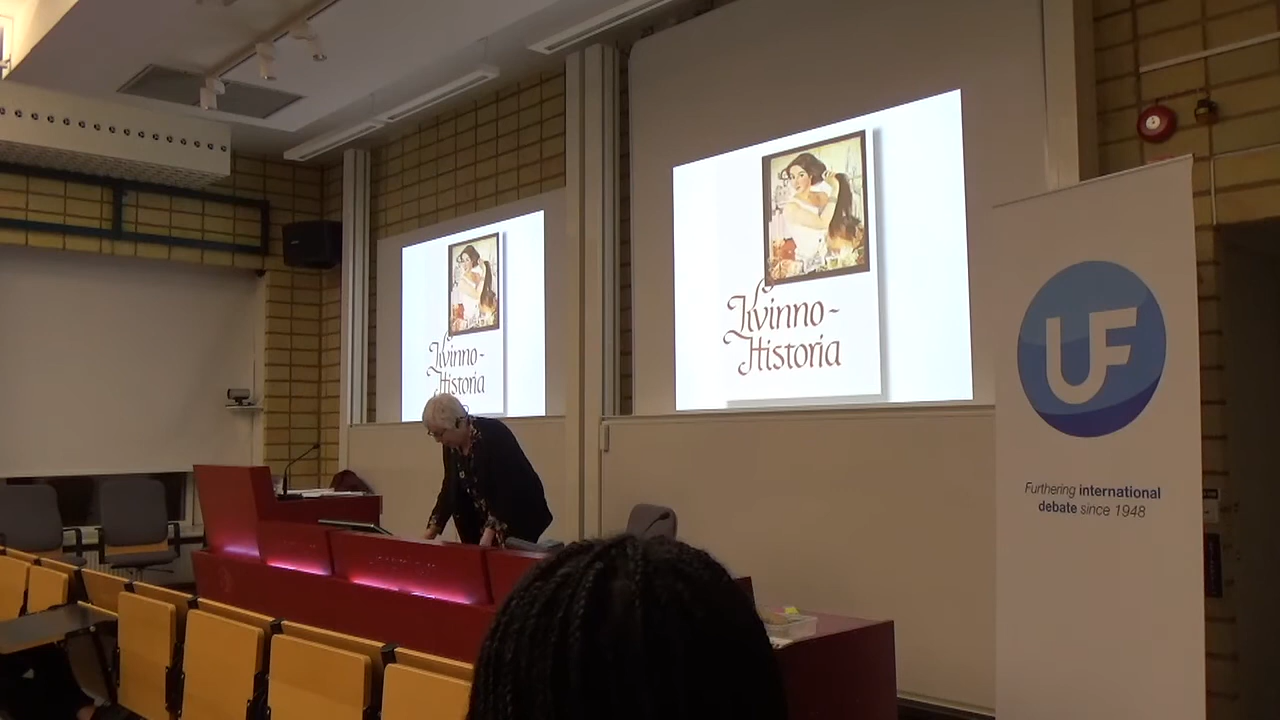 Kvinno-
Historia
Kvinno-
Historia
UF
Furthering international
debate since 1948